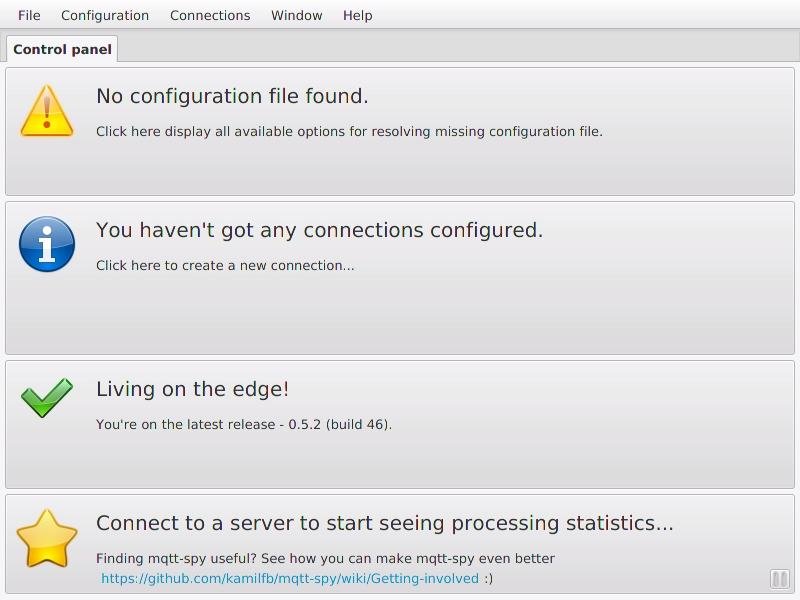 File Configuration Connections Window Help
Control panel
No configuration file found.
Click here display all available options for resolving missing configuration file.
You haven't got any connections configured.
Click here to create a new connection...
Living on the edge!
You're on the latest release - 0.5.2 (build 46).
Connect to a server to start seeing processing statistics...
Finding mqtt-spy useful? See how you can make mqtt-spy even better
https://github.com/kamilfb/mqtt-spy/wiki/Getting-involved :)